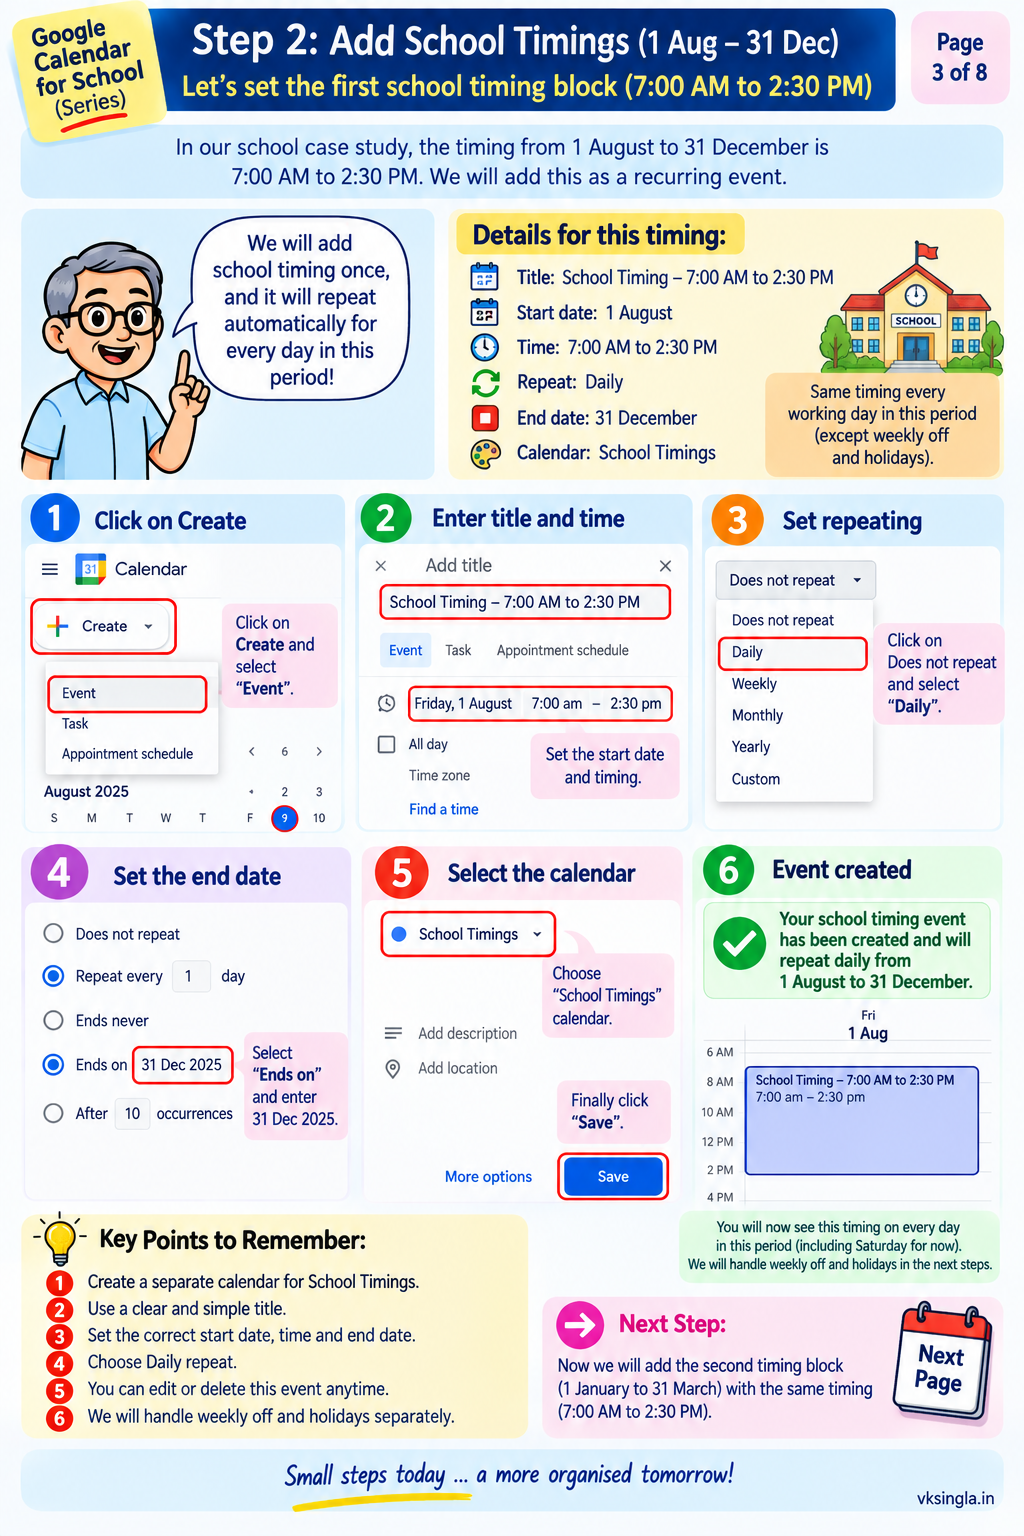 Google
Calendar
for School
(Series)
Step 2: Add School Timings (1 Aug – 31 Dec)
Let's set the first school timing block (7:00 AM to 2:30 PM)
Page
3 of 8
In our school case study, the timing from 1 August to 31 December is
7:00 AM to 2:30 PM. We will add this as a recurring event.
We will add
school timing once,
and it will repeat
automatically for
every day in this
period!
Details for this timing:
Title: School Timing – 7:00 AM to 2:30 PM
Start date: 1 August
Time: 7:00 AM to 2:30 PM
Repeat: Daily
End date: 31 December
Calendar: School Timings
SCHOOL
Same timing every
working day in this period
(except weekly off
and holidays).
1 Click on Create
31 Calendar
Create
Click on
Create and
select
"Event".
Event
Task
Appointment schedule
< 6 >
August 2025 2 3
S M T W T F 9 10
2 Enter title and time
Add title
School Timing – 7:00 AM to 2:30 PM
Event Task Appointment schedule
Friday, 1 August 7:00 am – 2:30 pm
All day
Time zone
Find a time
Set the start date
and timing.
3 Set repeating
Does not repeat
Does not repeat
Daily
Weekly
Monthly
Yearly
Custom
Click on
Does not repeat
and select
"Daily".
4 Set the end date
Does not repeat
Repeat every 1 day
Ends never
Ends on 31 Dec 2025
After 10 occurrences
Select
"Ends on"
and enter
31 Dec 2025.
5 Select the calendar
School Timings
Choose
"School Timings"
calendar.
Add description
Add location
Finally click
"Save".
More options Save
6 Event created
Your school timing event
has been created and will
repeat daily from
1 August to 31 December.
Fri
1 Aug
6 AM
8 AM
10 AM
12 PM
2 PM
4 PM
School Timing – 7:00 AM to 2:30 PM
7:00 am – 2:30 pm
You will now see this timing on every day
in this period (including Saturday for now).
We will handle weekly off and holidays in the next steps.
Key Points to Remember:
1 Create a separate calendar for School Timings.
2 Use a clear and simple title.
3 Set the correct start date, time and end date.
4 Choose Daily repeat.
5 You can edit or delete this event anytime.
6 We will handle weekly off and holidays separately.
Next Step:
Now we will add the second timing block
(1 January to 31 March) with the same timing
(7:00 AM to 2:30 PM).
Next
Page
Small steps today ... a more organised tomorrow!
vksingla.in